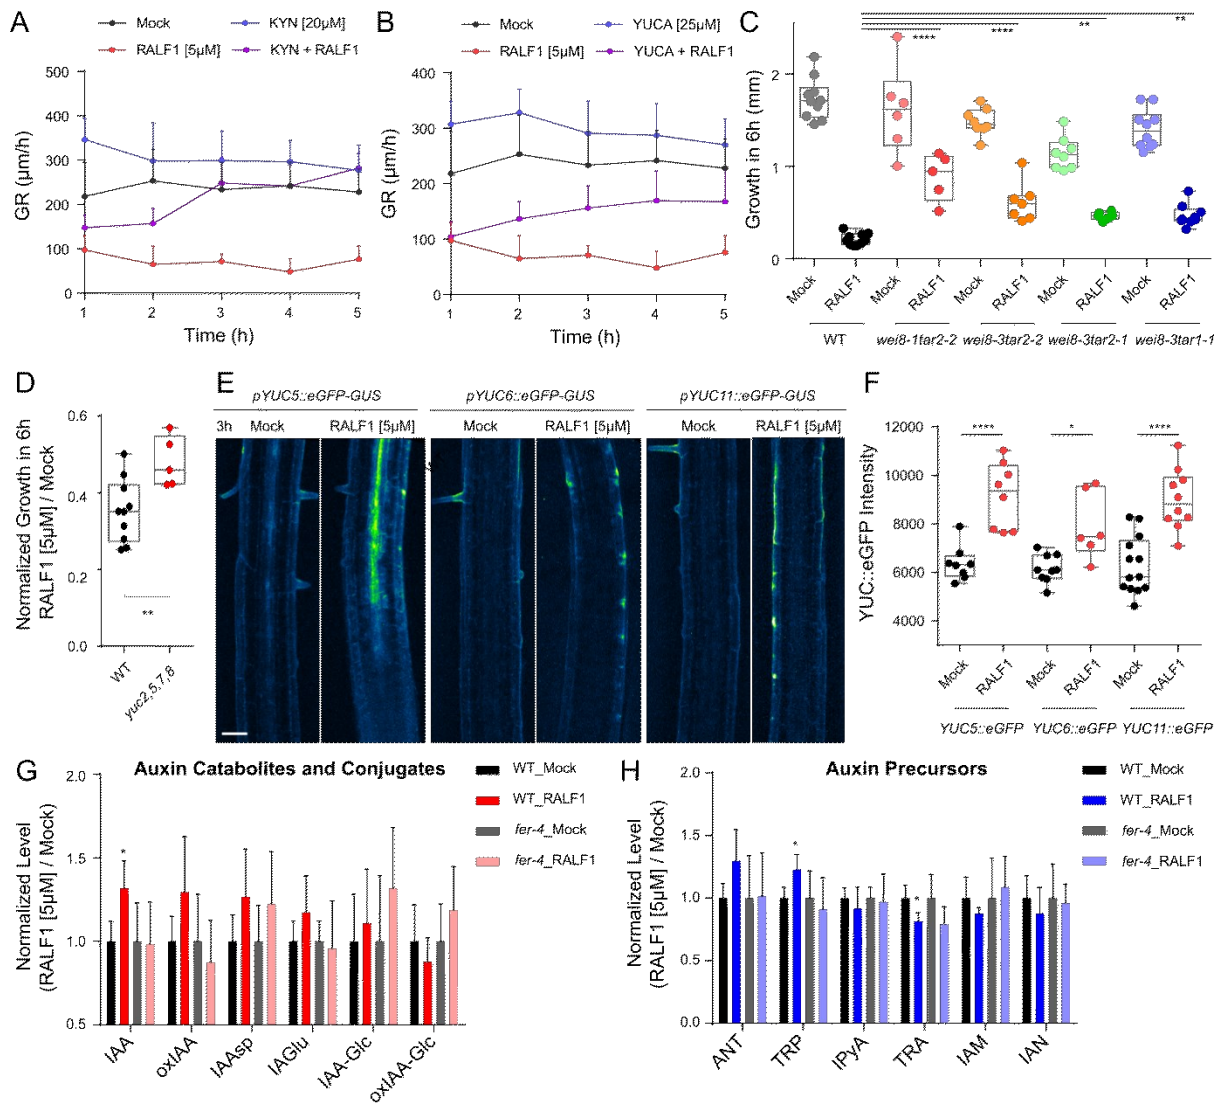 A
Mock
KYN [20µM]
RALF1 [5µM]
KYN + RALF1
GR (µm/h)
500
400
300
200
100
0
1 2 3 4 5
Time (h)
B
Mock
YUCA [25µM]
RALF1 [5µM]
YUCA + RALF1
GR (µm/h)
400
300
200
100
0
1 2 3 4 5
Time (h)
C
Growth in 6h (mm)
2
1
0
**
**
****
****
Mock RALF1 Mock RALF1 Mock RALF1 Mock RALF1 Mock RALF1
WT wei8-1tar2-2 wei8-3tar2-2 wei8-3tar2-1 wei8-3tar1-1
D
Normalized Growth in 6h
RALF1 [5µM] / Mock
0.6
0.4
0.2
0.0
**
WT yuc2,5,7,8
E
pYUC5::eGFP-GUS pYUC6::eGFP-GUS pYUC11::eGFP-GUS
3h Mock RALF1 [5µM] Mock RALF1 [5µM] Mock RALF1 [5µM]
F
YUC::eGFP Intensity
12000
10000
8000
6000
4000
**** * ****
Mock RALF1 Mock RALF1 Mock RALF1
YUC5::eGFP YUC6::eGFP YUC11::eGFP
G
Auxin Catabolites and Conjugates
Normalized Level
(RALF1 [5µM] / Mock)
2.0
1.5
1.0
0.5
*
WT_Mock
WT_RALF1
fer-4_Mock
fer-4_RALF1
IAA oxIAA IAAsp IAGlu IAA-Glc oxIAA-Glc
H
Auxin Precursors
Normalized Level
(RALF1 [5µM] / Mock)
2.0
1.5
1.0
0.5
0.0
* *
WT_Mock
WT_RALF1
fer-4_Mock
fer-4_RALF1
ANT TRP IPyA TRA IAM IAN